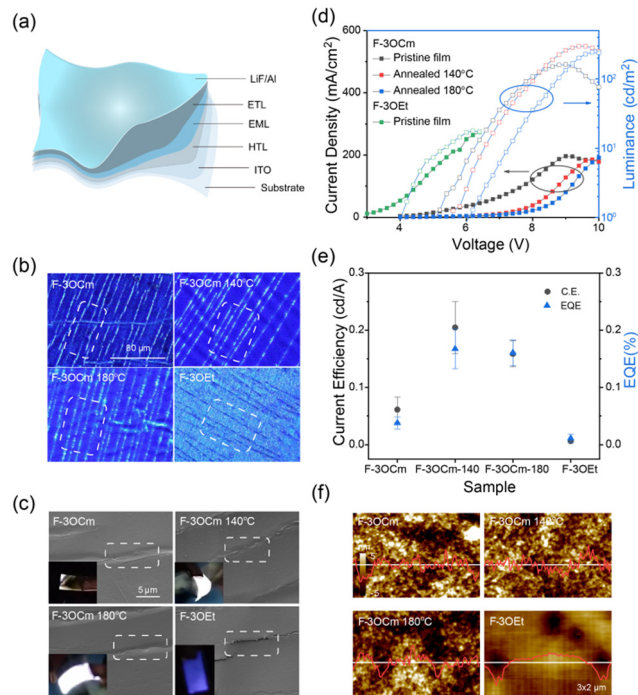 (a)
LiF/Al
ETL
EML
HTL
ITO
Substrate
(b)
F-3OCm
F-3OCm 140°C
80 μm
F-3OCm 180°C
F-3OEt
(c)
F-3OCm
F-3OCm 140°C
5 μm
F-3OCm 180°C
F-3OEt
(d)
Current Density (mA/cm²)
600
500
400
300
200
100
0
F-3OCm
Pristine film
Annealed 140°C
Annealed 180°C
F-3OEt
Pristine film
4 6 8 10
Voltage (V)
10²
10¹
10⁰
Luminance (cd/m²)
(e)
Current Efficiency (cd/A)
0.3
0.2
0.1
0.0
C.E.
EQE
0.3
0.2
0.1
0.0
EQE(%)
F-3OCm F-3OCm-140 F-3OCm-180 F-3OEt
Sample
(f)
F-3OCm
F-3OCm 140°C
F-3OCm 180°C
F-3OEt
3x2 μm